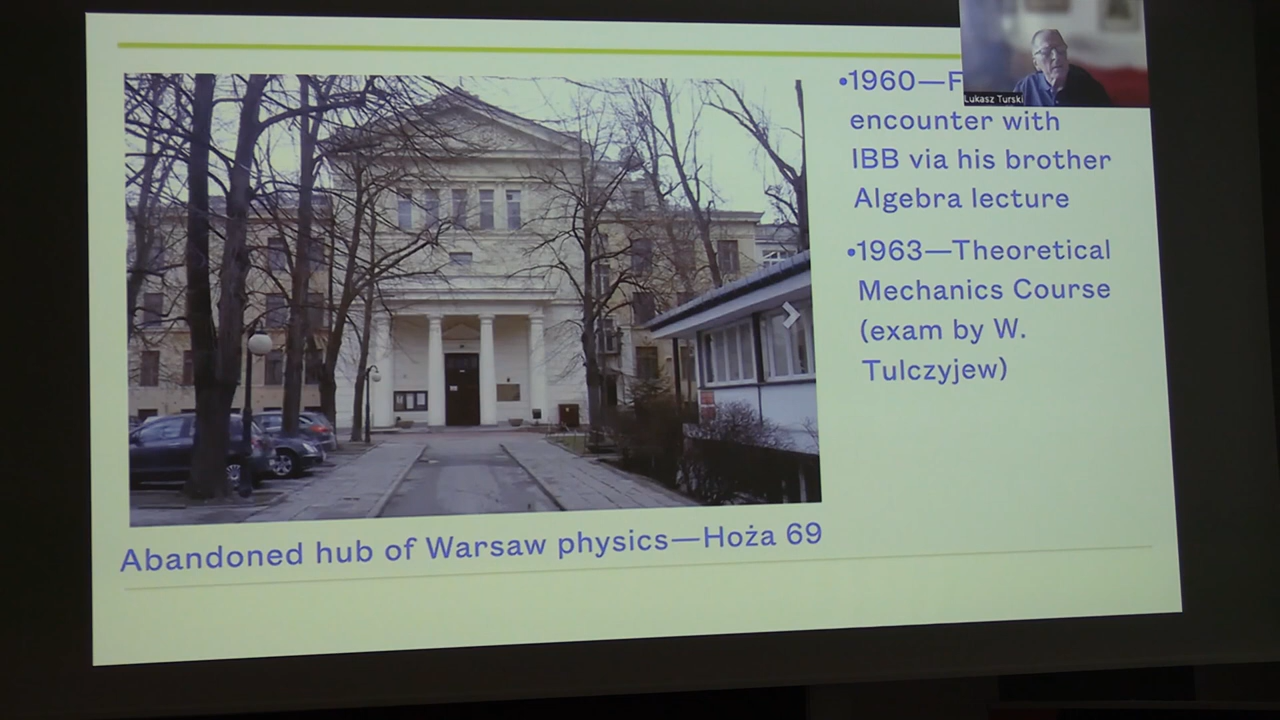 •1960—F
Lukasz Turski
encounter with
IBB via his brother
Algebra lecture
•1963—Theoretical
Mechanics Course
(exam by W.
Tulczyjew)
Abandoned hub of Warsaw physics—Hoża 69